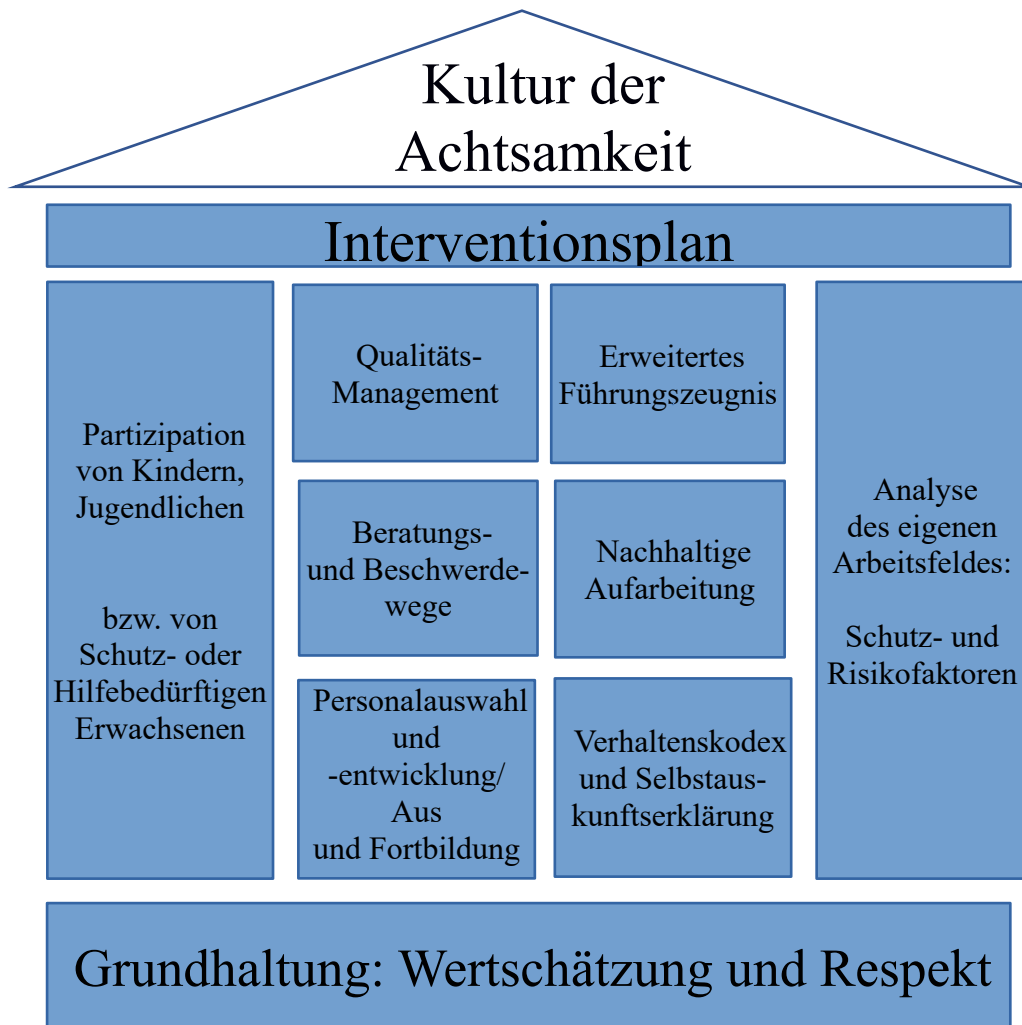 Kultur der
Achtsamkeit
Interventionsplan
Partizipation
von Kindern,
Jugendlichen
bzw. von
Schutz- oder
Hilfebedürftigen
Erwachsenen
Qualitäts-
Management
Erweitertes
Führungszeugnis
Beratungs-
und Beschwerde-
wege
Nachhaltige
Aufarbeitung
Personalauswahl
und
-entwicklung/
Aus
und Fortbildung
Verhaltenskodex
und Selbstaus-
kunftserklärung
Analyse
des eigenen
Arbeitsfeldes:
Schutz- und
Risikofaktoren
Grundhaltung: Wertschätzung und Respekt